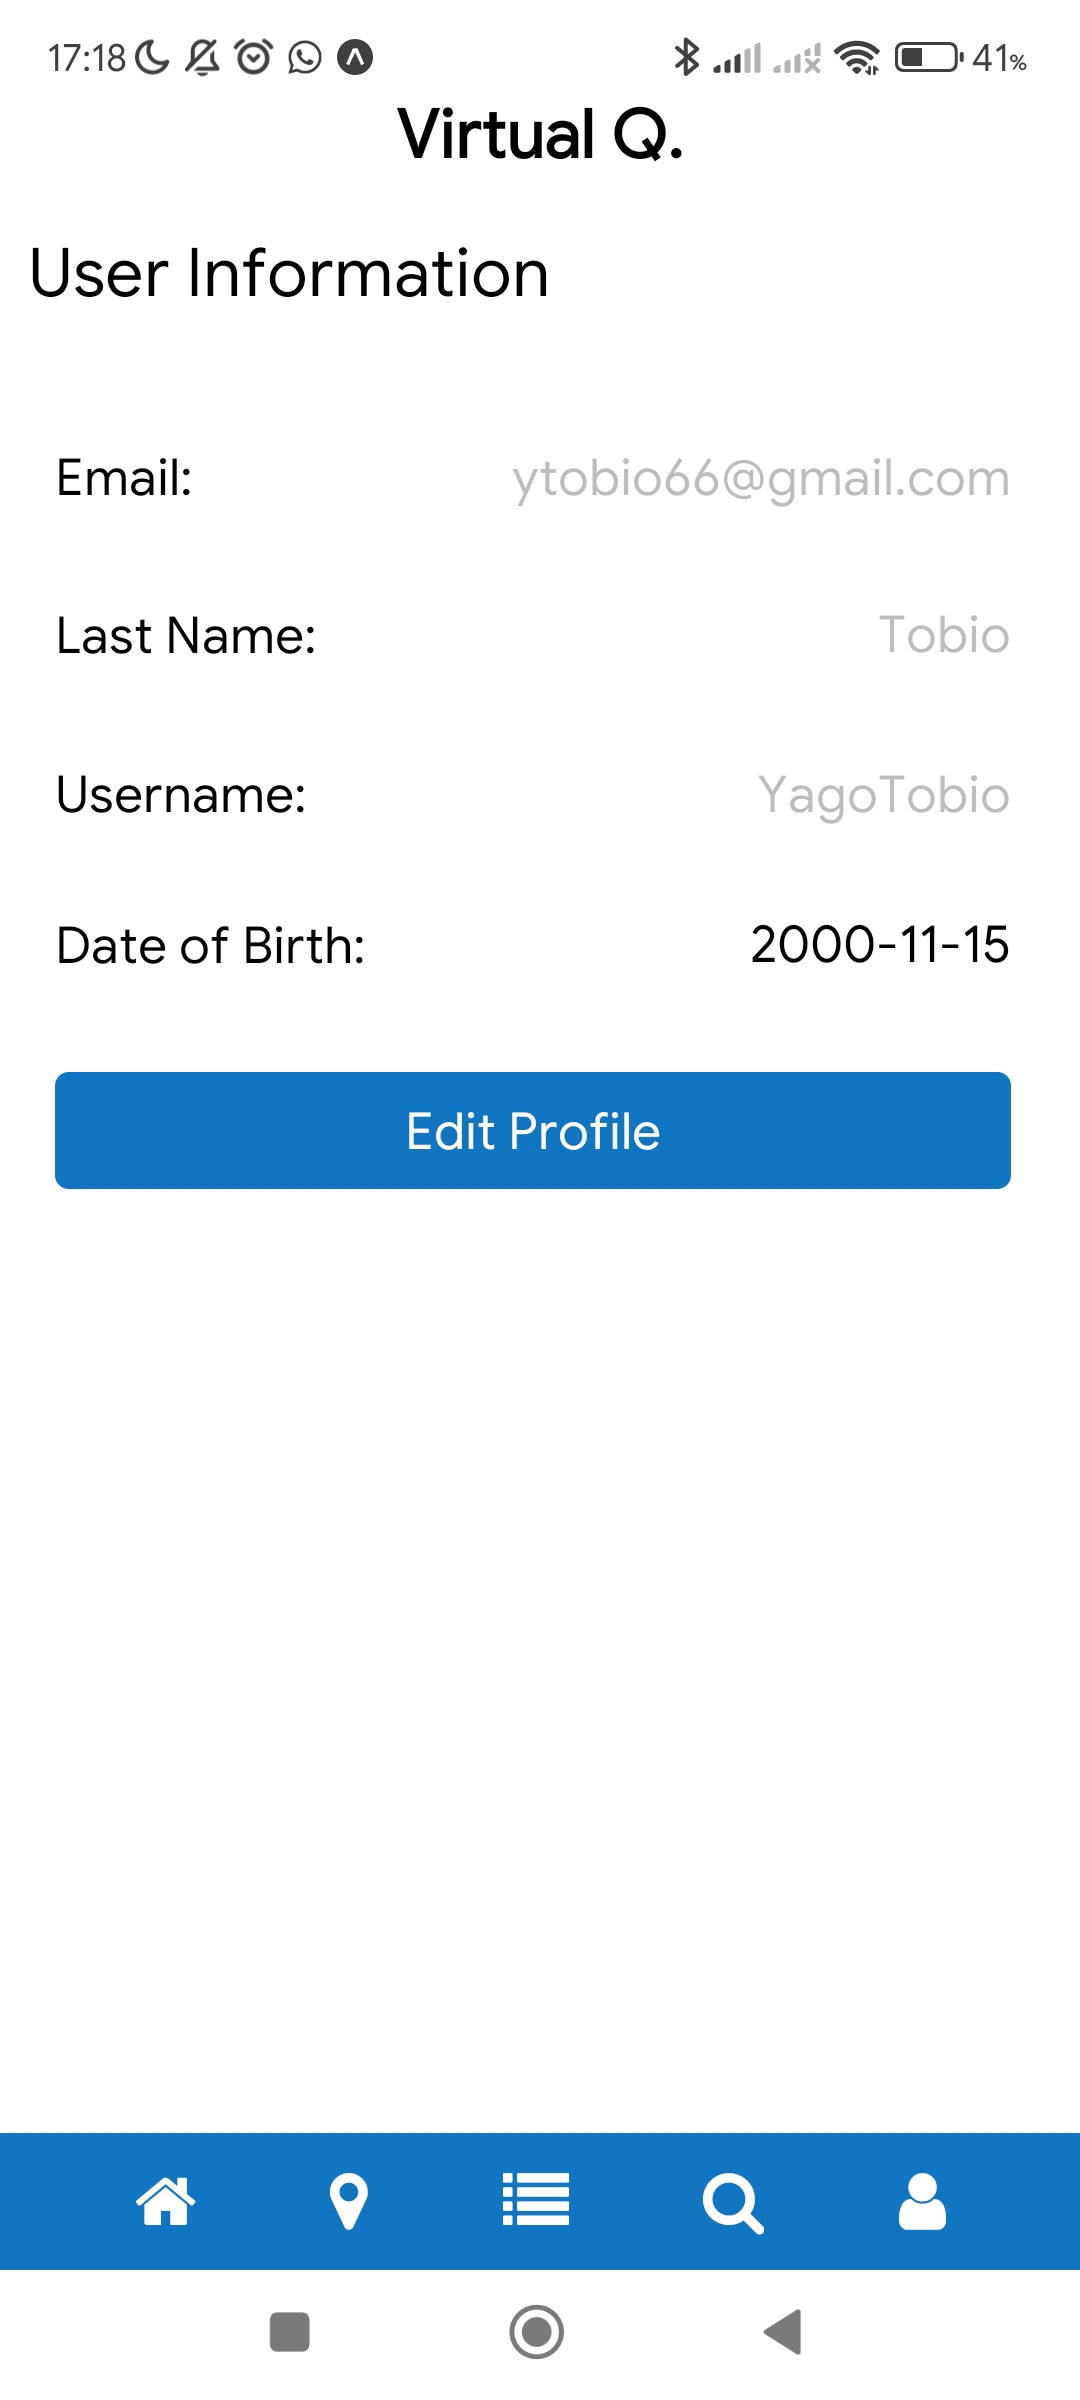 17:18 41%
Virtual Q.
User Information
Email: ytobio66@gmail.com
Last Name: Tobio
Username: YagoTobio
Date of Birth: 2000-11-15
Edit Profile